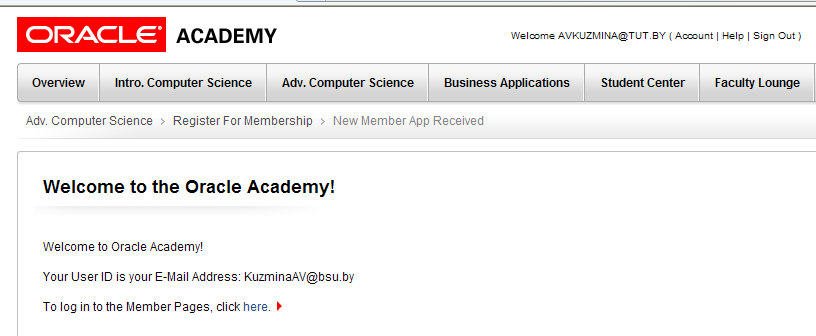 ORACLE ACADEMY
Welcome AVKUZMINA@TUT.BY ( Account | Help | Sign Out )
Overview Intro. Computer Science Adv. Computer Science Business Applications Student Center Faculty Lounge
Adv. Computer Science > Register For Membership > New Member App Received
Welcome to the Oracle Academy!
Welcome to Oracle Academy!
Your User ID is your E-Mail Address: KuzminaAV@bsu.by
To log in to the Member Pages, click here.